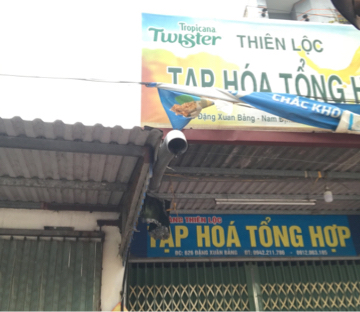 Tropicana
Twister THIÊN LỘC
TẠP HÓA TỔNG H
CHẮC KHỎ
Đặng Xuân Bảng - Nam
THIÊN LỘC
TẠP HOÁ TỔNG HỢP
ĐẶNG XUÂN BẢNG